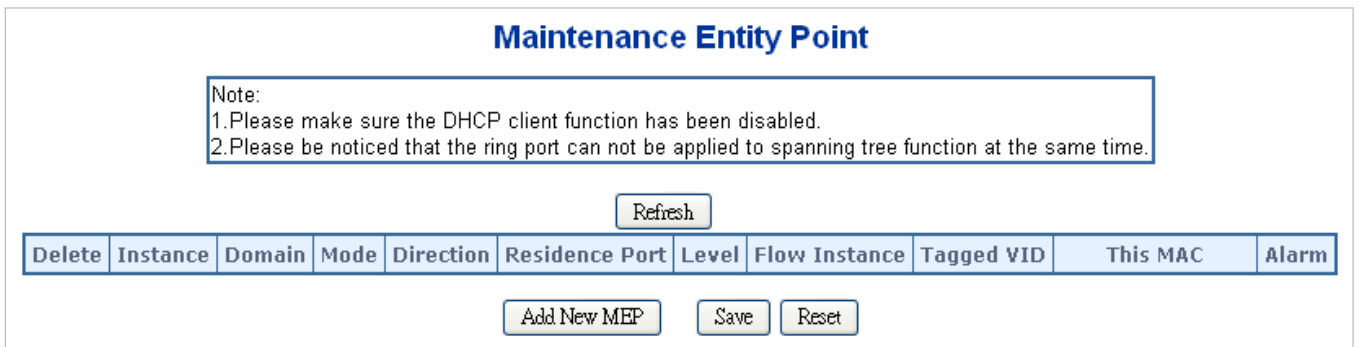 Maintenance Entity Point
Note:
1.Please make sure the DHCP client function has been disabled.
2.Please be noticed that the ring port can not be applied to spanning tree function at the same time.
Refresh
Delete Instance Domain Mode Direction Residence Port Level Flow Instance Tagged VID This MAC Alarm
Add New MEP Save Reset